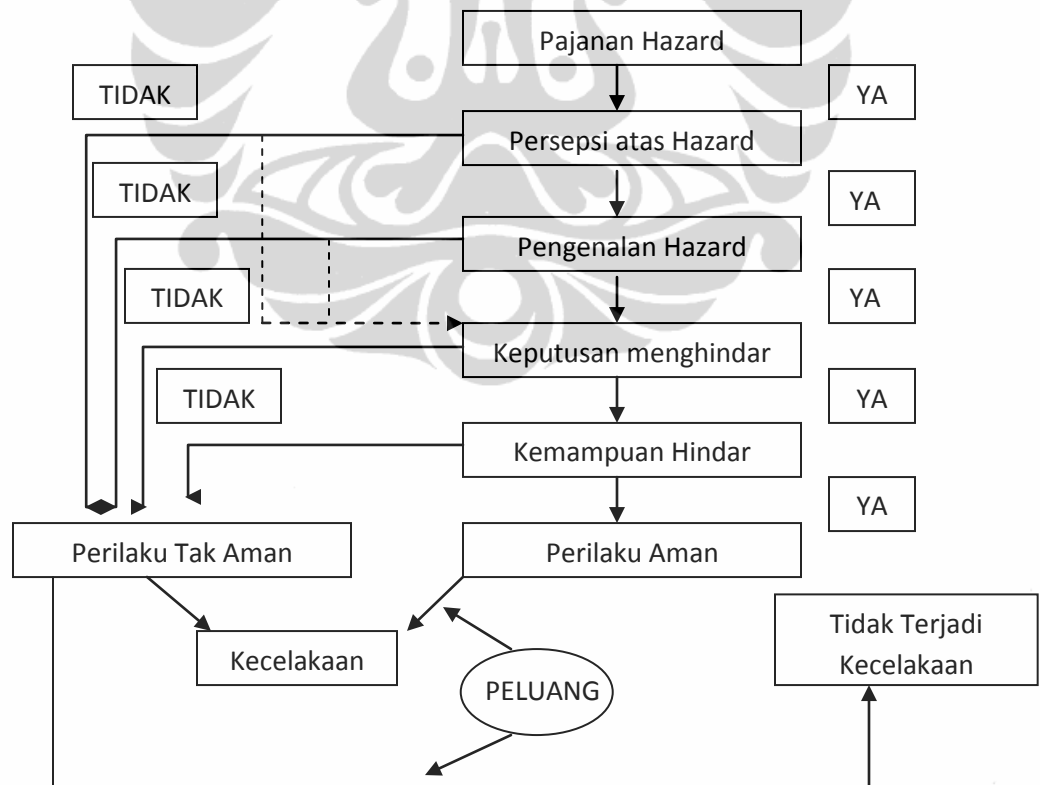 Pajanan Hazard
TIDAK
YA
Persepsi atas Hazard
TIDAK
YA
Pengenalan Hazard
TIDAK
YA
Keputusan menghindar
TIDAK
YA
Kemampuan Hindar
YA
Perilaku Tak Aman
Perilaku Aman
Kecelakaan
PELUANG
Tidak Terjadi
Kecelakaan